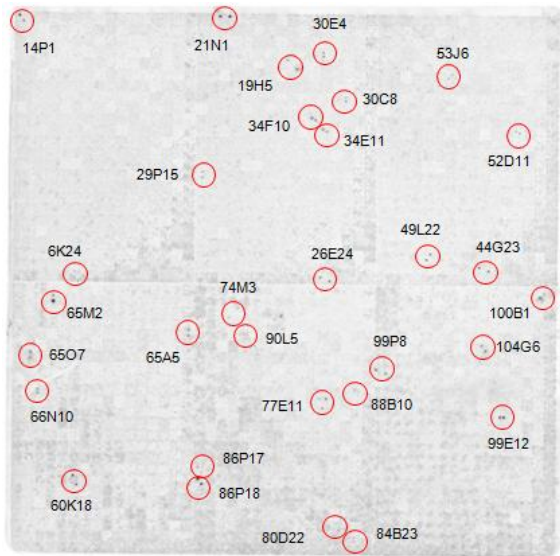 14P1
21N1
30E4
19H5
53J6
30C8
34F10
34E11
52D11
29P15
49L22
6K24
26E24
44G23
74M3
65M2
100B1
65O7
65A5
90L5
99P8
104G6
66N10
77E11
88B10
99E12
86P17
60K18
86P18
80D22
84B23